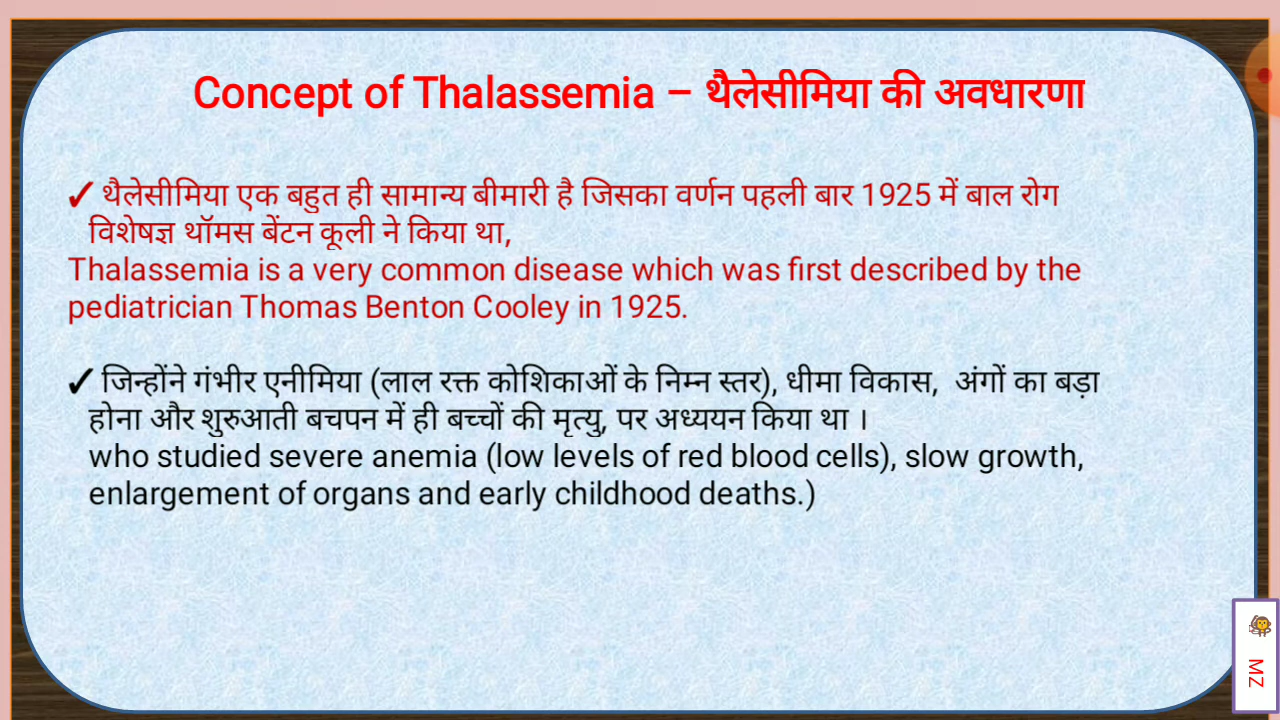 Concept of Thalassemia – थैलेसीमिया की अवधारणा
✓ थैलेसीमिया एक बहुत ही सामान्य बीमारी है जिसका वर्णन पहली बार 1925 में बाल रोग
विशेषज्ञ थॉमस बेंटन कूली ने किया था,
Thalassemia is a very common disease which was first described by the
pediatrician Thomas Benton Cooley in 1925.
✓ जिन्होंने गंभीर एनीमिया (लाल रक्त कोशिकाओं के निम्न स्तर), धीमा विकास, अंगों का बड़ा
होना और शुरुआती बचपन में ही बच्चों की मृत्यु, पर अध्ययन किया था ।
who studied severe anemia (low levels of red blood cells), slow growth,
enlargement of organs and early childhood deaths.)
MZ